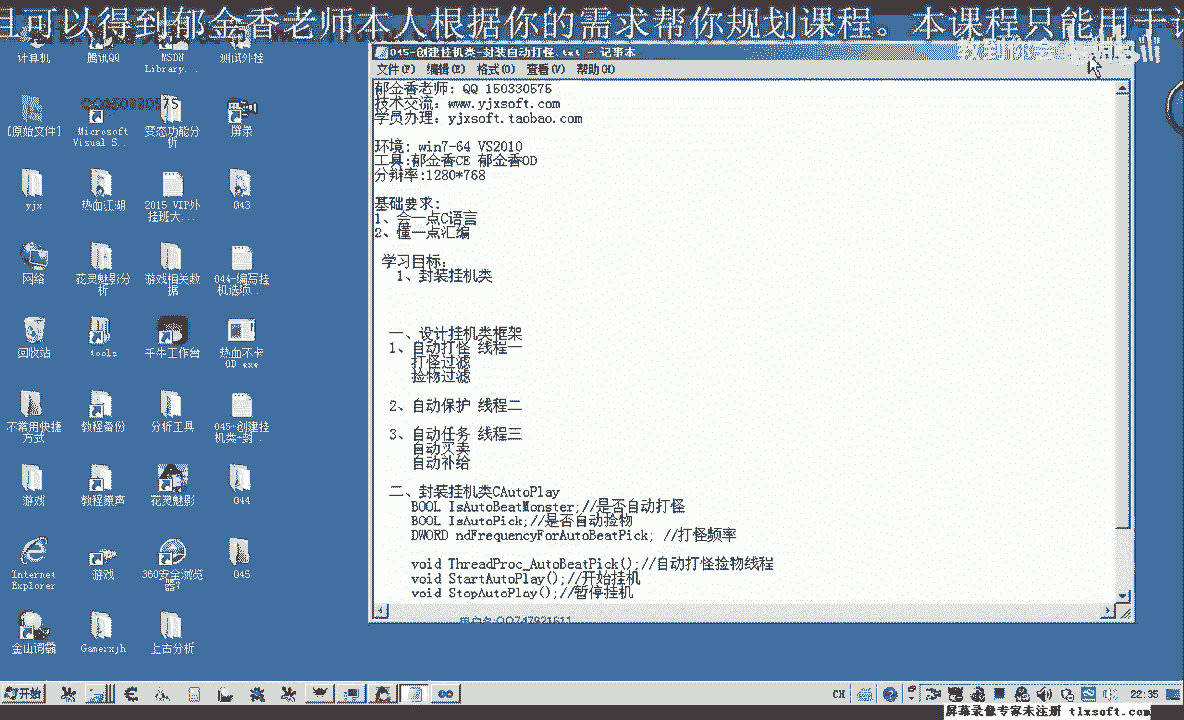 且可以得到郁金香老师本人根据你的需求帮你规划课程。本课程只能用于
计算机
腾讯QQ
MSDN Library...
测试外挂
[原始文件]
Microsoft Visual S...
变态功能分析
屏录
QQ150330575
yjx
热血江湖
2015 VIP外挂班大...
043
网络
花灵魅影分析
游戏相关数据
044-编写挂机选项...
回收站
tools
千牛工作台
热血不卡OD .exe
不常用快捷方式
教程备份
分析工具
045-创建挂机类-封...
游戏
教程原声
花灵魅影
044
Internet Explorer
游戏
360安全浏览器7
045
金山词霸
Gamerxjh
上古分析
045-创建挂机类-封装自动打怪.txt - 记事本
文件(F) 编辑(E) 格式(O) 查看(V) 帮助(H)
郁金香老师: QQ 150330575
技术交流: www.yjxsoft.com
学员办理: yjxsoft.taobao.com
环境: win7-64 VS2010
工具:郁金香CE 郁金香OD
分辩率:1280*768
基础要求:
1、会一点C语言
2、懂一点汇编
学习目标:
1、封装挂机类
一、设计挂机类框架
1、自动打怪 线程一
打怪过滤
捡物过滤
2、自动保护 线程二
3、自动任务 线程三
自动买卖
自动补给
二、封装挂机类CAutoPlay
BOOL IsAutoBeatMonster;//是否自动打怪
BOOL IsAutoPick;//是否自动捡物
DWORD ndFrequencyForAutoBeatPick; //打怪频率
void ThreadProc_AutoBeatPick();//自动打怪捡物线程
void StartAutoPlay();//开始挂机
void StopAutoPlay();//暂停挂机
开始
CH
22:35
屏幕录像专家未注册 tlxsoft.com